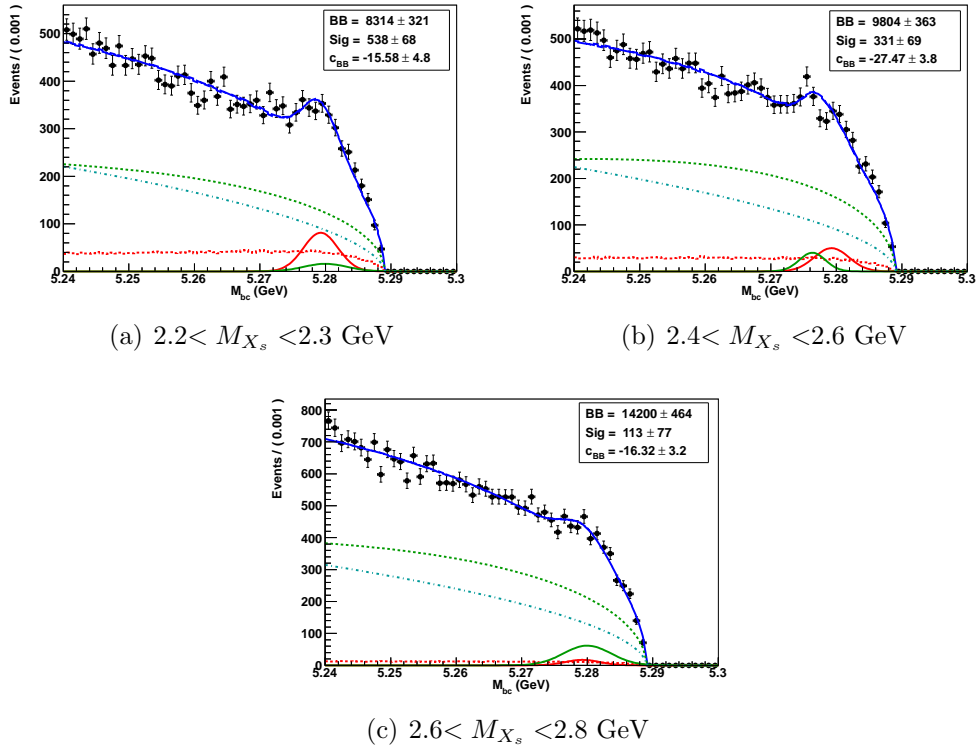 Events / ( 0.001 )
500
400
300
200
100
0
BB = 8314 ± 321
Sig = 538 ± 68
c_BB = -15.58 ± 4.8
5.24 5.25 5.26 5.27 5.28 5.29 5.3
M_bc (GeV)
(a) 2.2< M_{X_s} <2.3 GeV
Events / ( 0.001 )
500
400
300
200
100
0
BB = 9804 ± 363
Sig = 331 ± 69
c_BB = -27.47 ± 3.8
5.24 5.25 5.26 5.27 5.28 5.29 5.3
M_bc (GeV)
(b) 2.4< M_{X_s} <2.6 GeV
Events / ( 0.001 )
800
700
600
500
400
300
200
100
0
BB = 14200 ± 464
Sig = 113 ± 77
c_BB = -16.32 ± 3.2
5.24 5.25 5.26 5.27 5.28 5.29 5.3
M_bc (GeV)
(c) 2.6< M_{X_s} <2.8 GeV